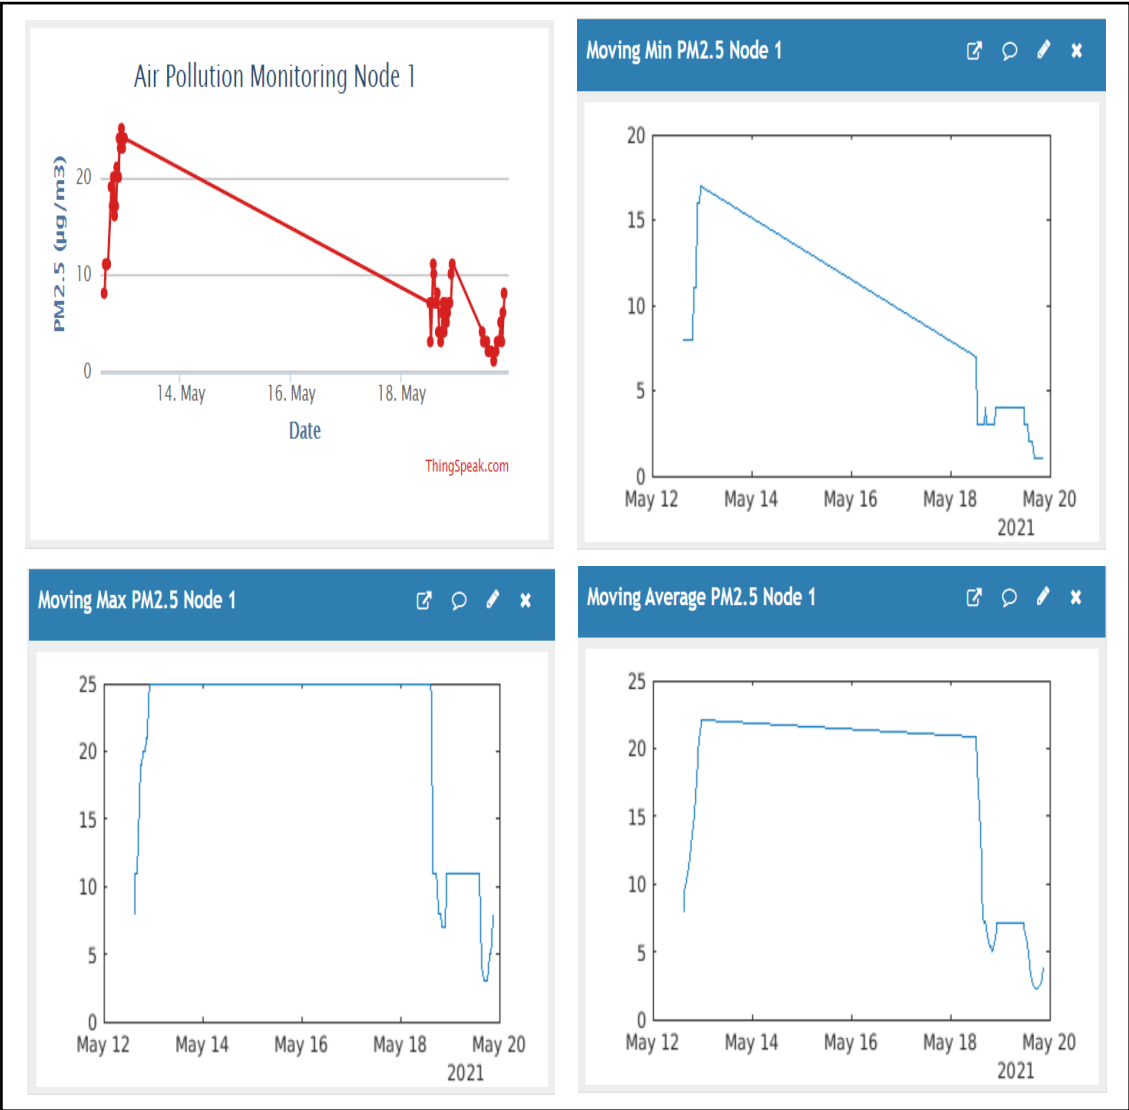 Air Pollution Monitoring Node 1
PM2.5 (µg/m3)
20
10
0
14. May 16. May 18. May
Date
ThingSpeak.com
Moving Min PM2.5 Node 1
20
15
10
5
0
May 12 May 14 May 16 May 18 May 20
2021
Moving Max PM2.5 Node 1
25
20
15
10
5
0
May 12 May 14 May 16 May 18 May 20
2021
Moving Average PM2.5 Node 1
25
20
15
10
5
0
May 12 May 14 May 16 May 18 May 20
2021